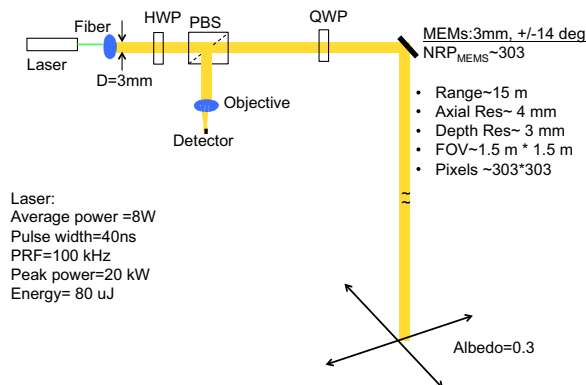 Fiber
HWP
PBS
QWP
MEMs:3mm, +/-14 deg
NRPMEMS~303
Laser
D=3mm
Objective
Detector
• Range~15 m
• Axial Res~ 4 mm
• Depth Res~ 3 mm
• FOV~1.5 m * 1.5 m
• Pixels ~303*303
~
~
Laser:
Average power =8W
Pulse width=40ns
PRF=100 kHz
Peak power=20 kW
Energy= 80 uJ
Albedo=0.3